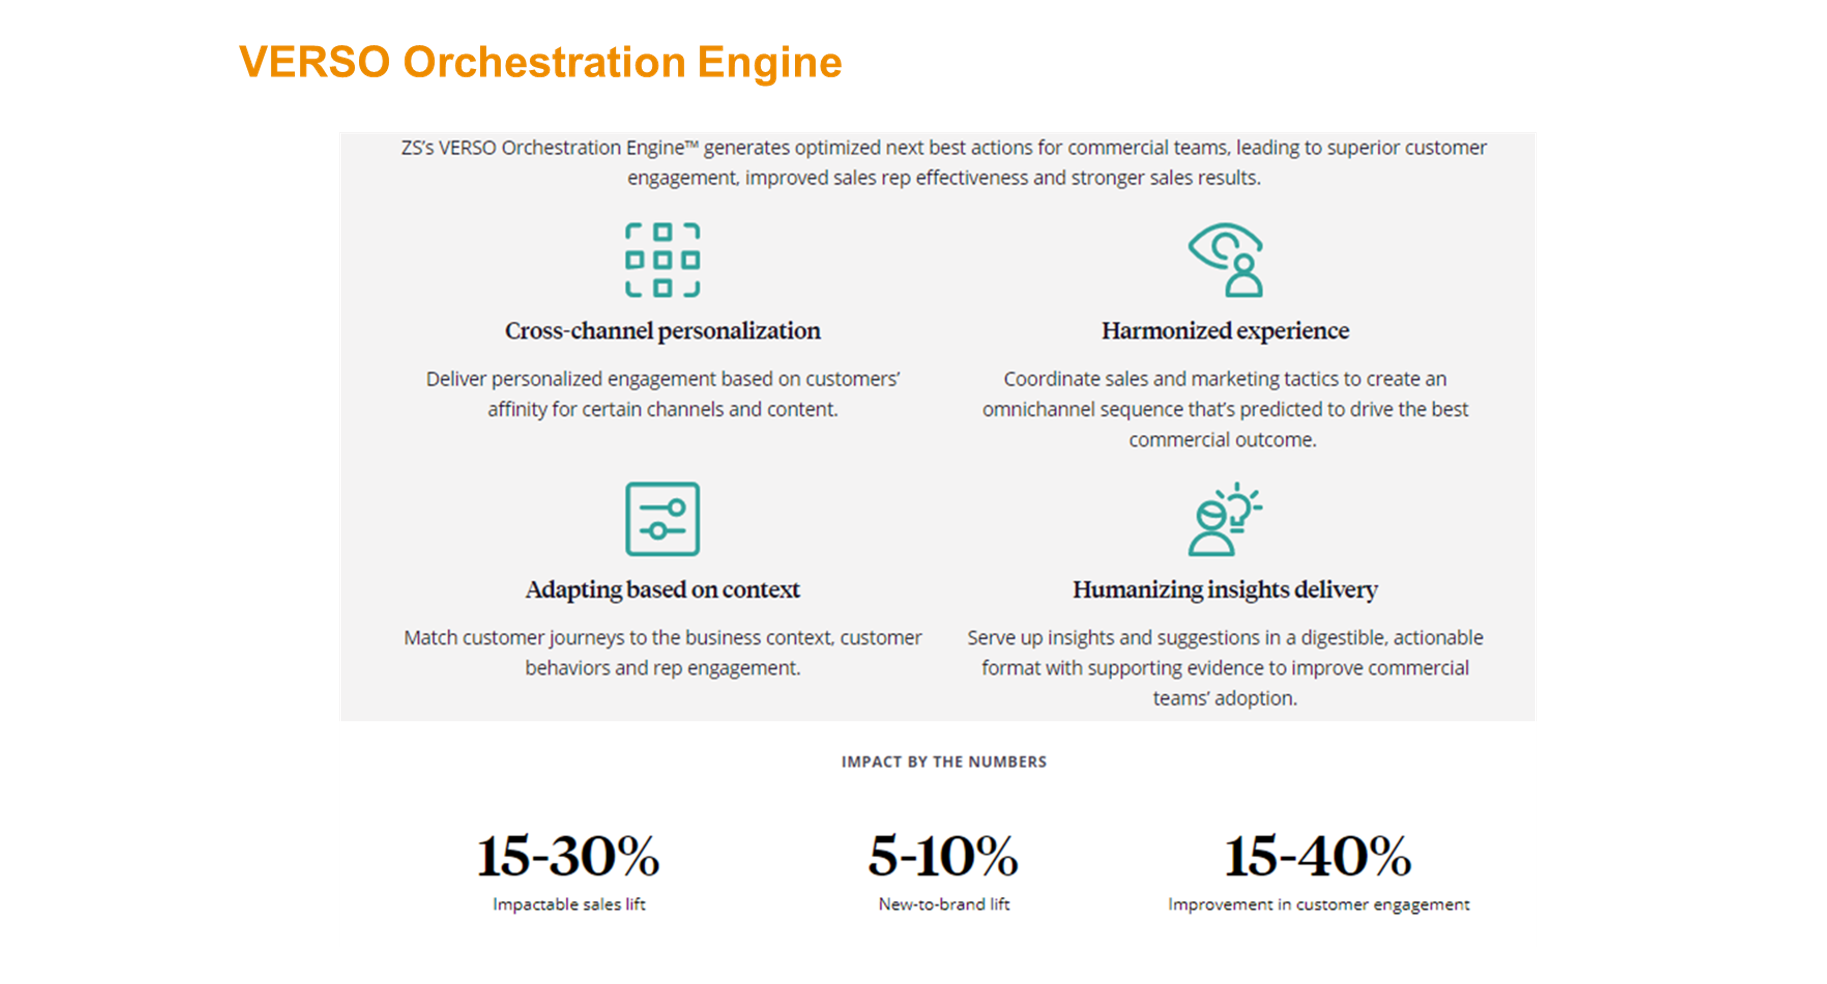 VERSO Orchestration Engine
ZS’s VERSO Orchestration Engine™ generates optimized next best actions for commercial teams, leading to superior customer
engagement, improved sales rep effectiveness and stronger sales results.
Cross-channel personalization
Deliver personalized engagement based on customers’
affinity for certain channels and content.
Harmonized experience
Coordinate sales and marketing tactics to create an
omnichannel sequence that’s predicted to drive the best
commercial outcome.
Adapting based on context
Match customer journeys to the business context, customer
behaviors and rep engagement.
Humanizing insights delivery
Serve up insights and suggestions in a digestible, actionable
format with supporting evidence to improve commercial
teams’ adoption.
IMPACT BY THE NUMBERS
15-30%
Impactable sales lift
5-10%
New-to-brand lift
15-40%
Improvement in customer engagement